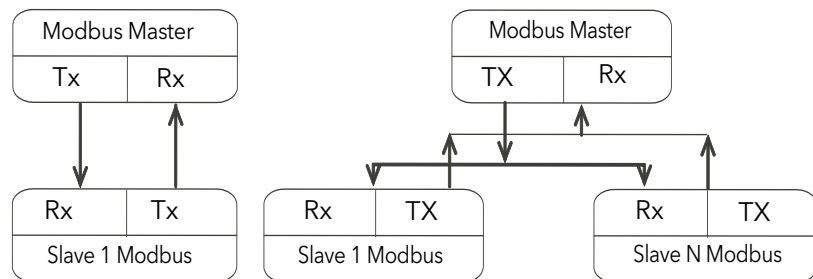 Modbus Master
Tx Rx
Rx Tx
Slave 1 Modbus
Modbus Master
TX Rx
Rx TX
Slave 1 Modbus
Rx TX
Slave N Modbus